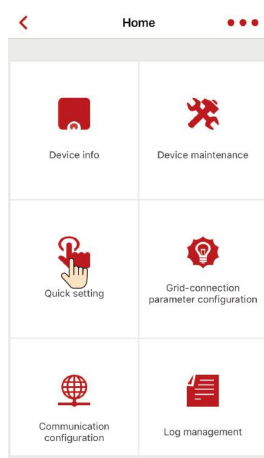 Home
Device info
Device maintenance
Quick setting
Grid-connection
parameter configuration
Communication
configuration
Log management